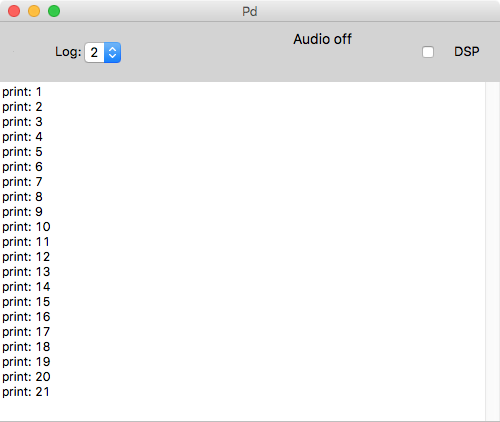 Pd
Audio off
Log: 2 DSP
print: 1
print: 2
print: 3
print: 4
print: 5
print: 6
print: 7
print: 8
print: 9
print: 10
print: 11
print: 12
print: 13
print: 14
print: 15
print: 16
print: 17
print: 18
print: 19
print: 20
print: 21